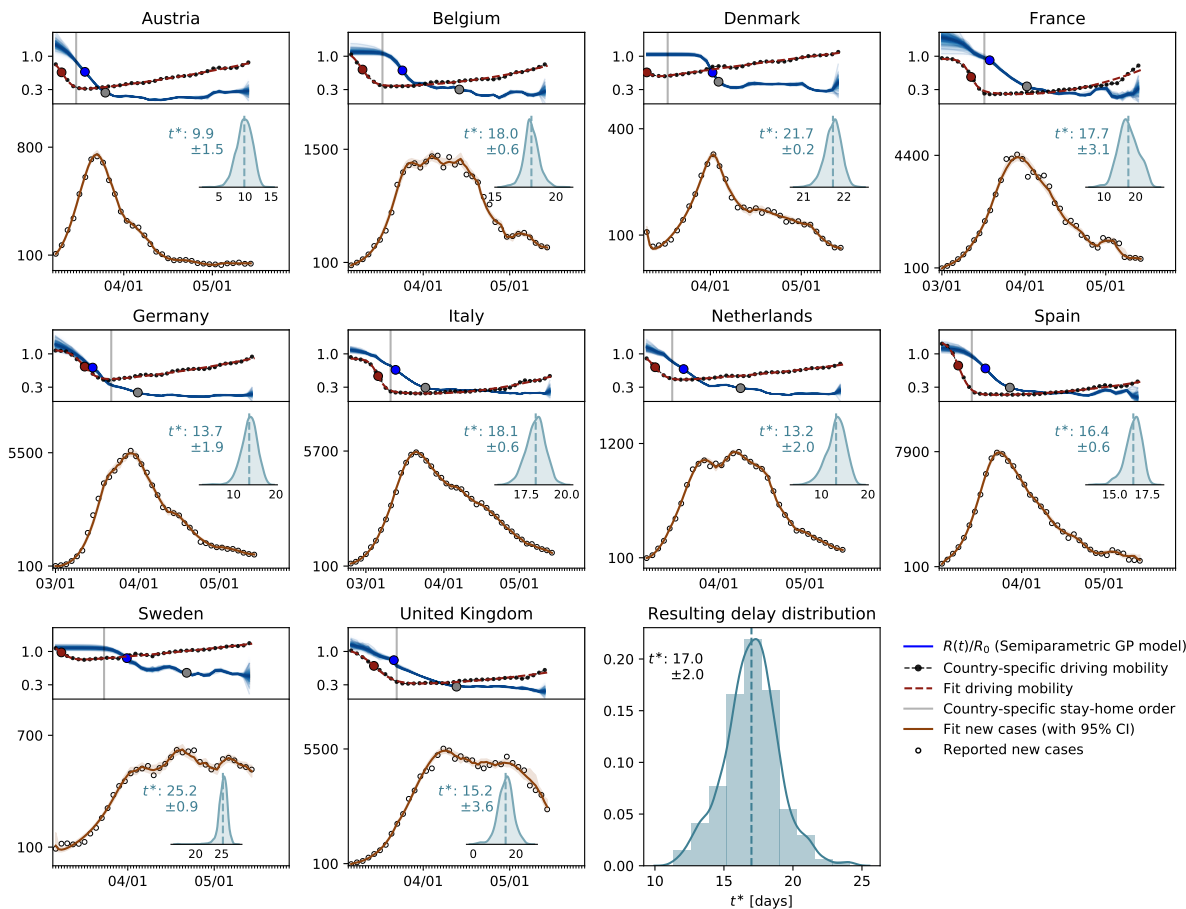 Austria
1.0
0.3
800
100
t*: 9.9
±1.5
5 10 15
04/01 05/01
Belgium
1.0
0.3
1500
100
t*: 18.0
±0.6
15 20
04/01 05/01
Denmark
1.0
0.3
400
100
t*: 21.7
±0.2
21 22
04/01 05/01
France
1.0
0.3
4400
100
t*: 17.7
±3.1
10 20
03/01 04/01 05/01
Germany
1.0
0.3
5500
100
t*: 13.7
±1.9
10 20
03/01 04/01 05/01
Italy
1.0
0.3
5700
100
t*: 18.1
±0.6
17.5 20.0
03/01 04/01 05/01
Netherlands
1.0
0.3
1200
100
t*: 13.2
±2.0
10 20
04/01 05/01
Spain
1.0
0.3
7900
100
t*: 16.4
±0.6
15.0 17.5
04/01 05/01
Sweden
1.0
0.3
700
100
t*: 25.2
±0.9
20 25
04/01 05/01
United Kingdom
1.0
0.3
5500
100
t*: 15.2
±3.6
0 20
04/01 05/01
Resulting delay distribution
0.20
0.15
0.10
0.05
0.00
t*: 17.0
±2.0
10 15 20 25
t* [days]
R(t)/R₀ (Semiparametric GP model)
Country-specific driving mobility
Fit driving mobility
Country-specific stay-home order
Fit new cases (with 95% CI)
Reported new cases